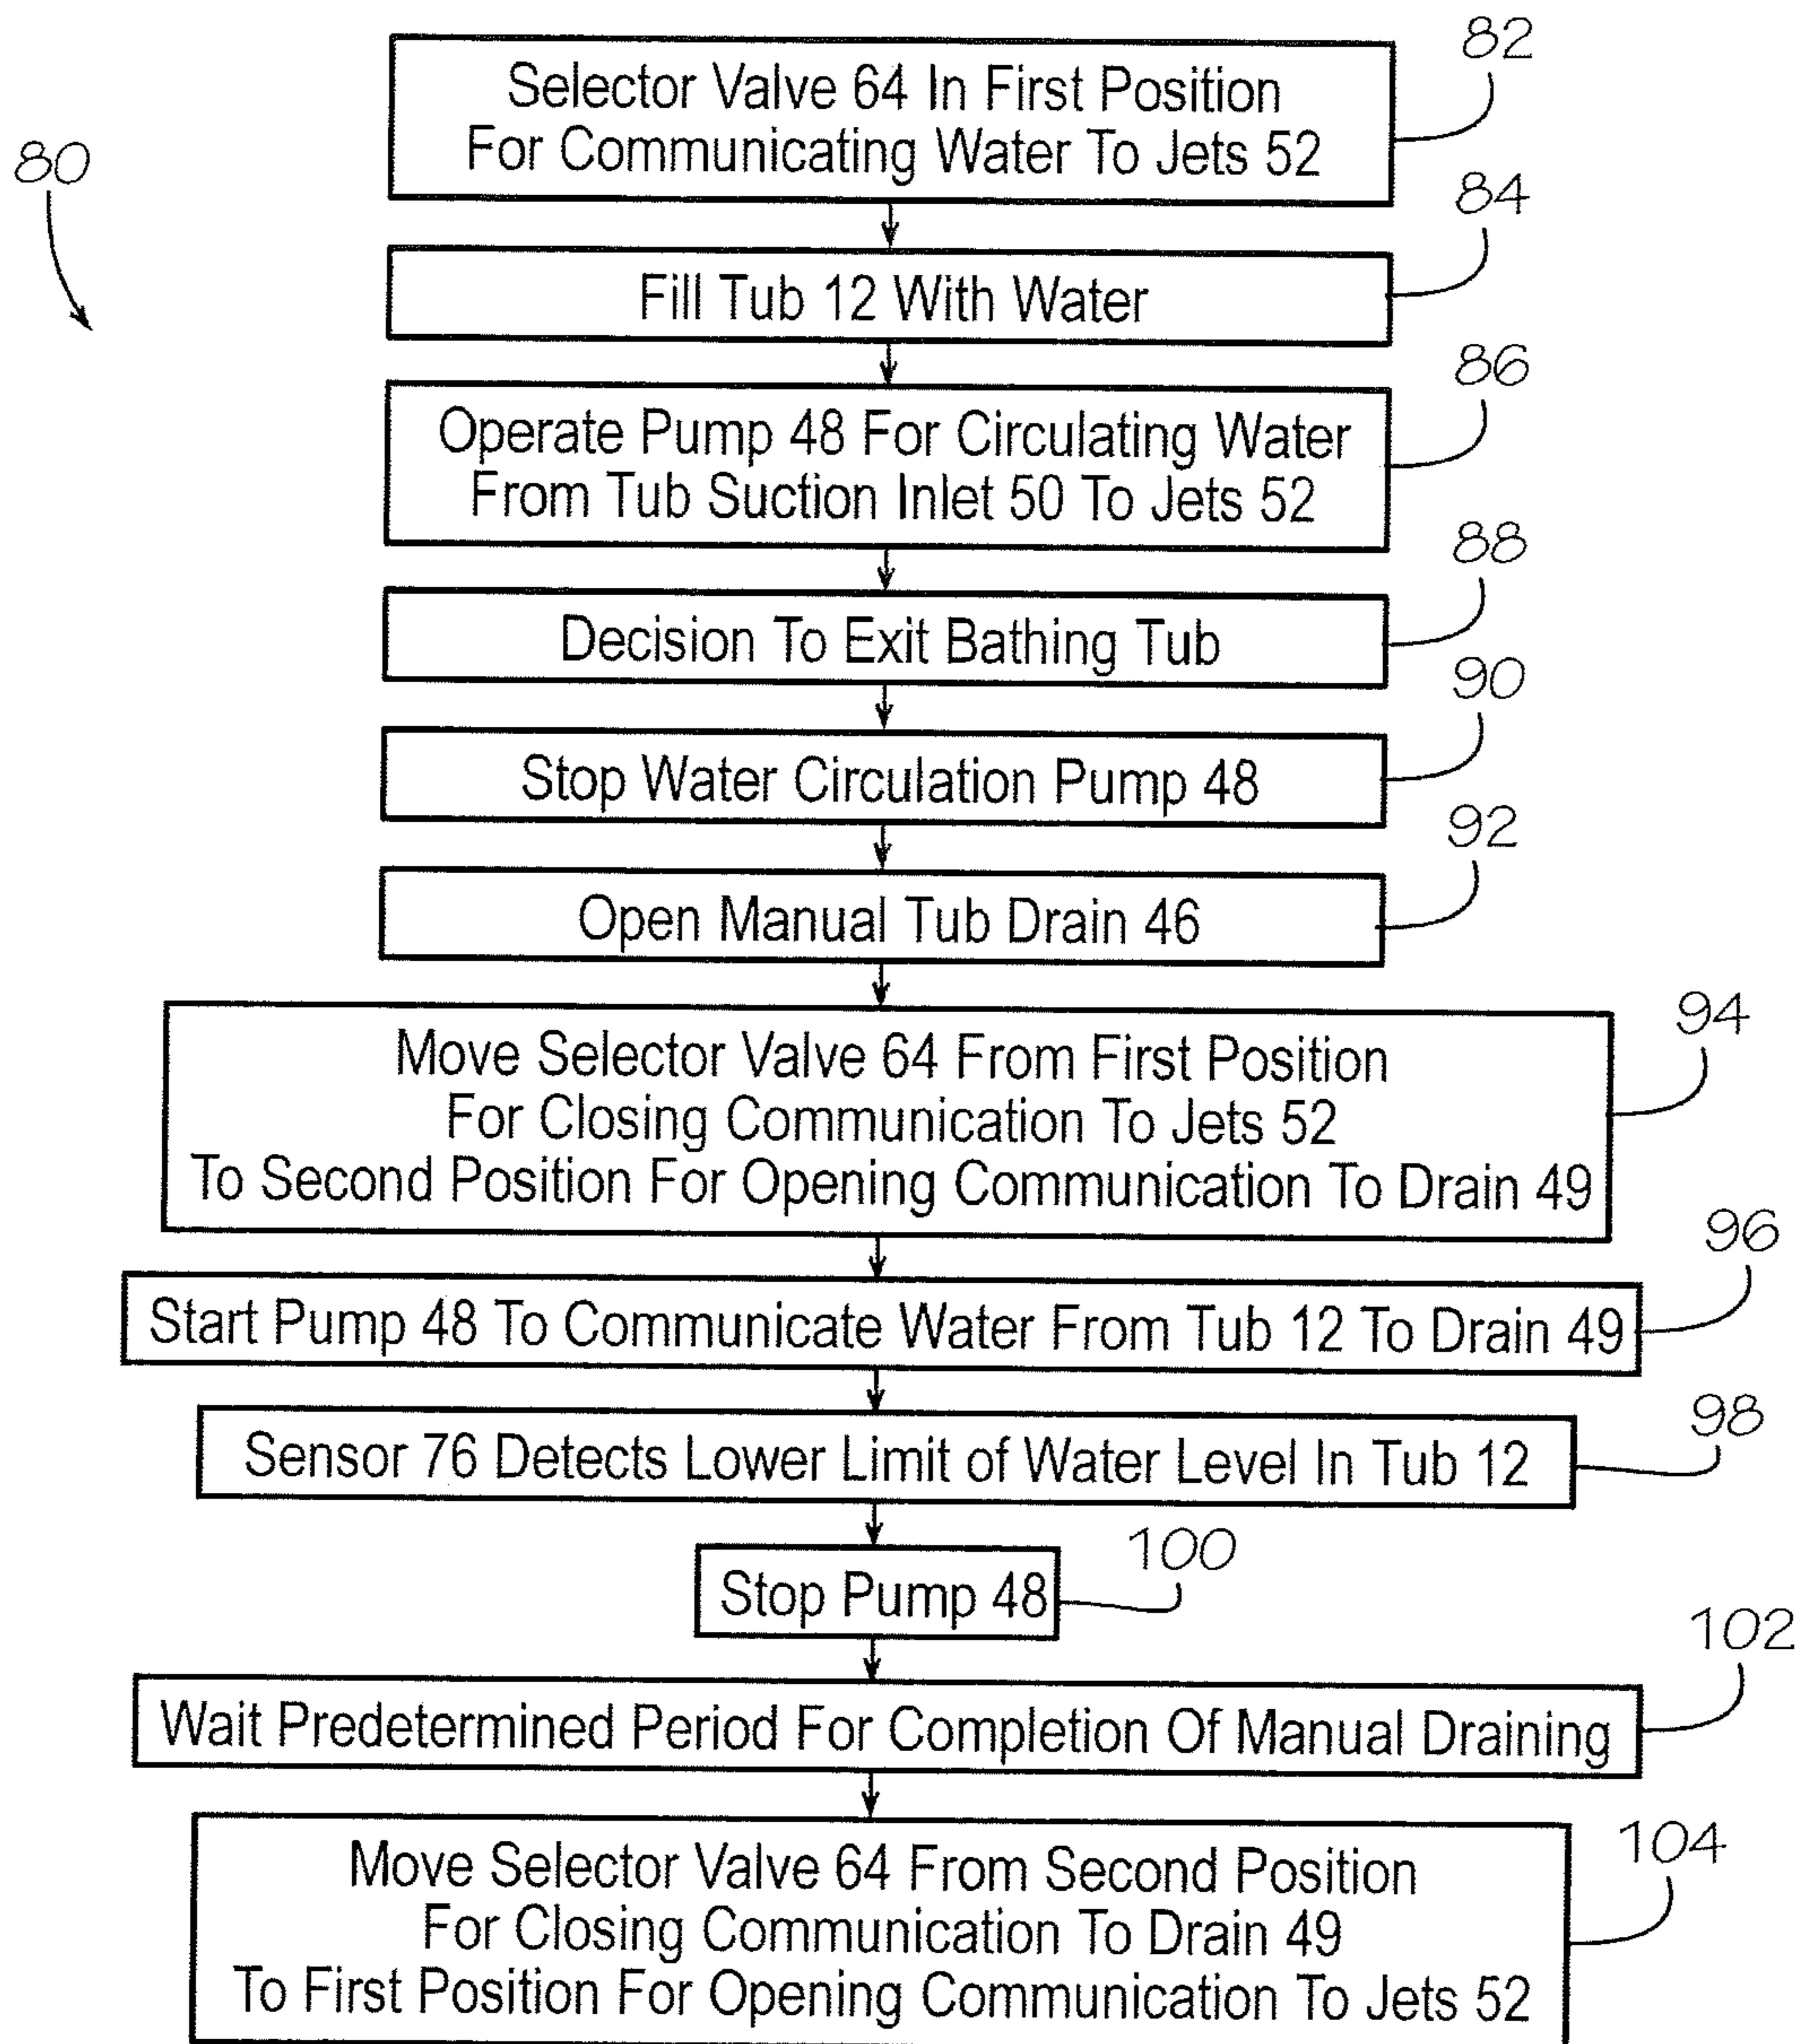 82
Selector Valve 64 In First Position
For Communicating Water To Jets 52
80
84
Fill Tub 12 With Water
86
Operate Pump 48 For Circulating Water
From Tub Suction Inlet 50 To Jets 52
88
Decision To Exit Bathing Tub
90
Stop Water Circulation Pump 48
92
Open Manual Tub Drain 46
94
Move Selector Valve 64 From First Position
For Closing Communication To Jets 52
To Second Position For Opening Communication To Drain 49
96
Start Pump 48 To Communicate Water From Tub 12 To Drain 49
98
Sensor 76 Detects Lower Limit of Water Level In Tub 12
100
Stop Pump 48
102
Wait Predetermined Period For Completion Of Manual Draining
104
Move Selector Valve 64 From Second Position
For Closing Communication To Drain 49
To First Position For Opening Communication To Jets 52